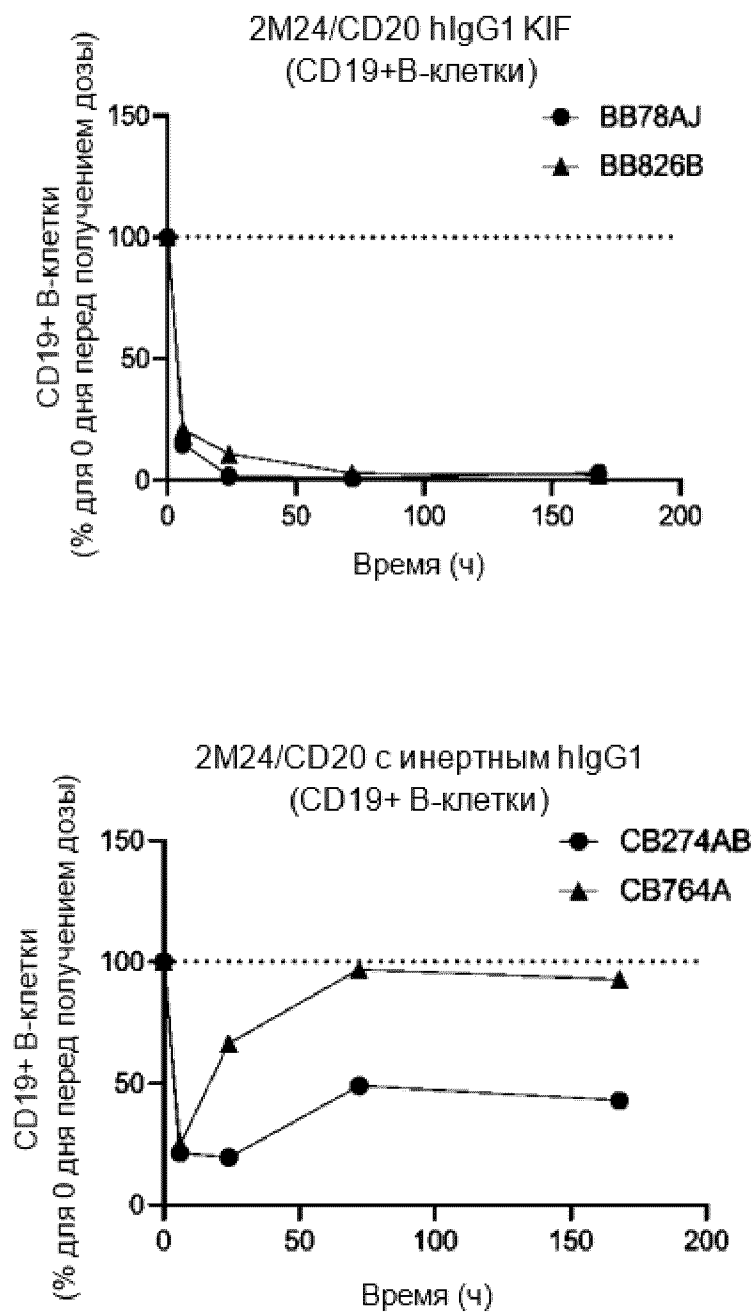 2M24/CD20 hIgG1 KIF
(CD19+B-клетки)
BB78AJ
BB826B
CD19+ В-клетки
(% для 0 дня перед получением дозы)
150
100
50
0
0
50
100
150
200
Время (ч)
2M24/CD20 с инертным hIgG1
(CD19+ В-клетки)
CB274AB
CB764A
CD19+ В-клетки
(% для 0 дня перед получением дозы)
150
100
50
0
0
50
100
150
200
Время (ч)